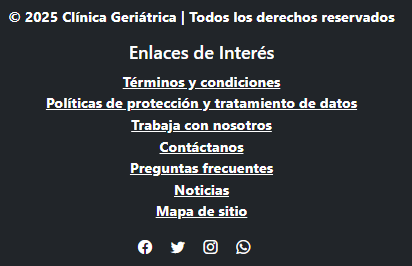 © 2025 Clínica Geriátrica | Todos los derechos reservados
Enlaces de Interés
Términos y condiciones
Políticas de protección y tratamiento de datos
Trabaja con nosotros
Contáctanos
Preguntas frecuentes
Noticias
Mapa de sitio